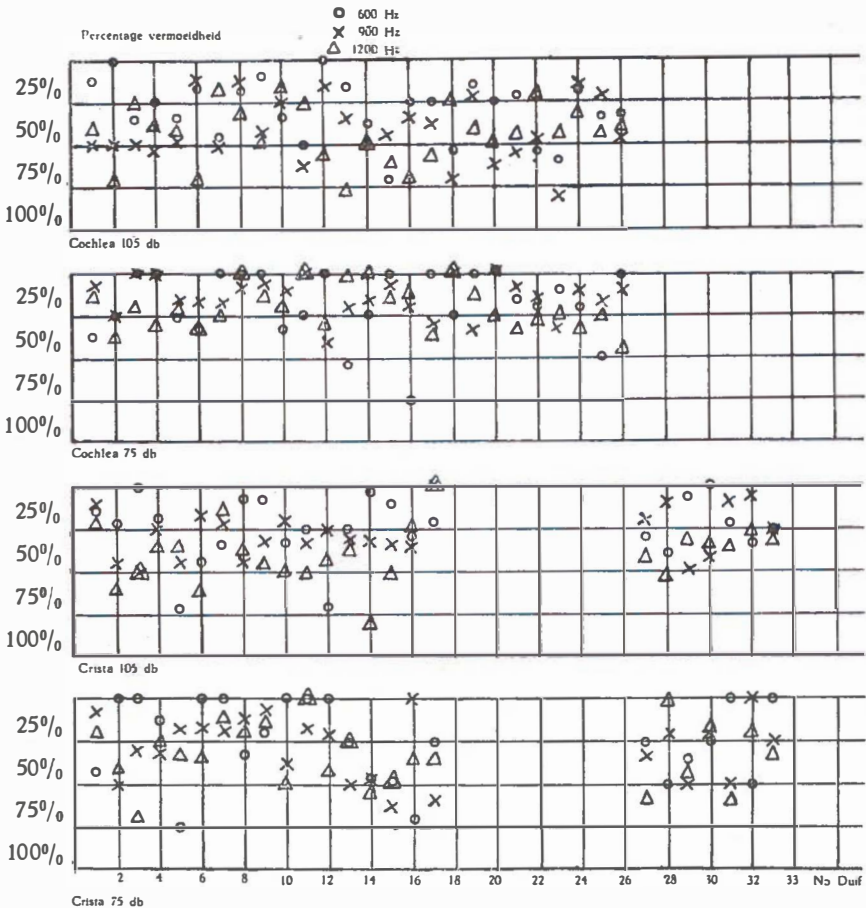 Percentage vermoeidheid
600 Hz
900 Hz
1200 Hz
25%
50%
75%
100%
Cochlea 105 db
25%
50%
75%
100%
Cochlea 75 db
25%
50%
75%
100%
Crista 105 db
25%
50%
75%
100%
2 4 6 8 10 12 14 16 18 20 22 24 26 28 30 32 33 No Duif
Crista 75 db